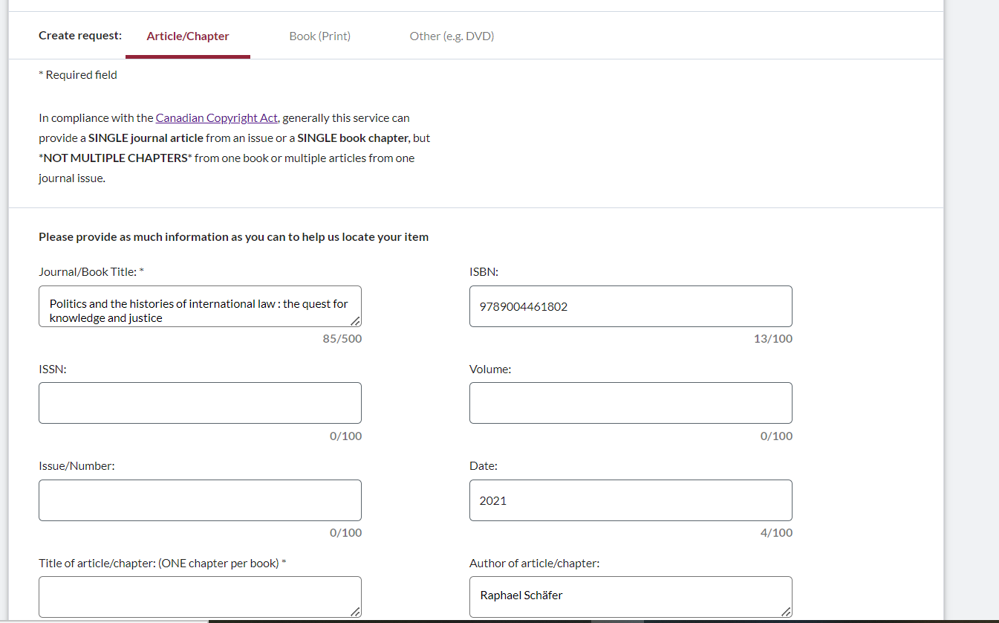 Create request: Article/Chapter Book (Print) Other (e.g. DVD)
* Required field
In compliance with the Canadian Copyright Act, generally this service can
provide a SINGLE journal article from an issue or a SINGLE book chapter, but
*NOT MULTIPLE CHAPTERS* from one book or multiple articles from one
journal issue.
Please provide as much information as you can to help us locate your item
Journal/Book Title: *
Politics and the histories of international law : the quest for
knowledge and justice
85/500
ISBN:
9789004461802
13/100
ISSN:
0/100
Volume:
0/100
Issue/Number:
0/100
Date:
2021
4/100
Title of article/chapter: (ONE chapter per book) *
Author of article/chapter:
Raphael Schäfer